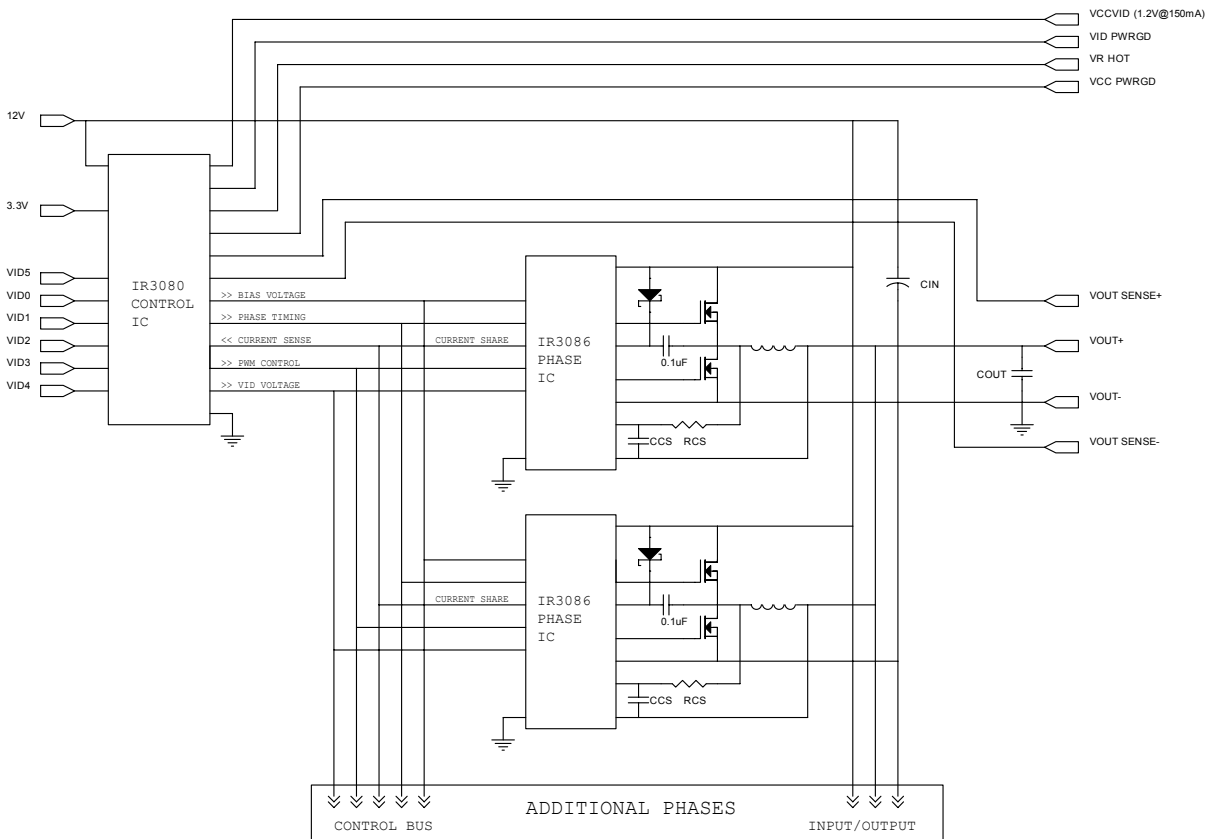 VCCVID (1.2V@150mA)
VID PWRGD
VR HOT
VCC PWRGD
12V
3.3V
VID5
VID0
VID1
VID2
VID3
VID4
IR3080
CONTROL
IC
>> BIAS VOLTAGE
>> PHASE TIMING
<< CURRENT SENSE
>> PWM CONTROL
>> VID VOLTAGE
CURRENT SHARE
IR3086
PHASE
IC
0.1uF
CCS
RCS
CIN
VOUT SENSE+
VOUT+
COUT
VOUT-
VOUT SENSE-
CURRENT SHARE
IR3086
PHASE
IC
0.1uF
CCS
RCS
ADDITIONAL PHASES
CONTROL BUS
INPUT/OUTPUT